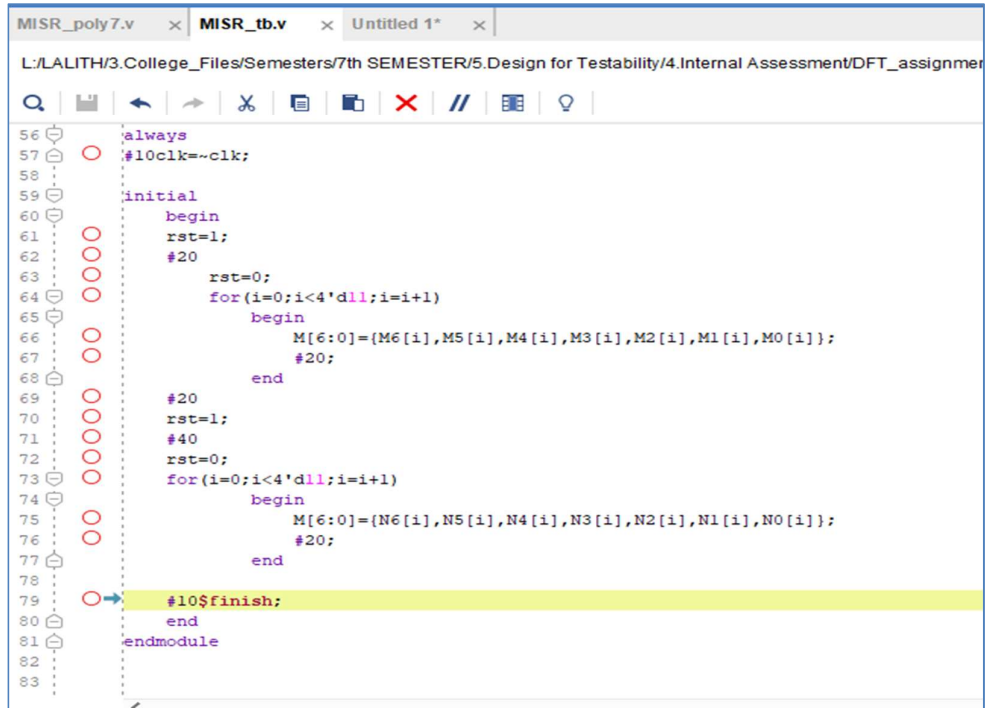 MISR_poly7.v × MISR_tb.v × Untitled 1* ×
L:/LALITH/3.College_Files/Semesters/7th SEMESTER/5.Design for Testability/4.Internal Assessment/DFT_assignmer
56 always
57 #10clk=~clk;
58
59 initial
60 begin
61 rst=1;
62 #20
63 rst=0;
64 for(i=0;i<4'd11;i=i+1)
65 begin
66 M[6:0]={M6[i],M5[i],M4[i],M3[i],M2[i],M1[i],M0[i]};
67 #20;
68 end
69 #20
70 rst=1;
71 #40
72 rst=0;
73 for(i=0;i<4'd11;i=i+1)
74 begin
75 M[6:0]={N6[i],N5[i],N4[i],N3[i],N2[i],N1[i],N0[i]};
76 #20;
77 end
78
79 #10$finish;
80 end
81 endmodule
82
83